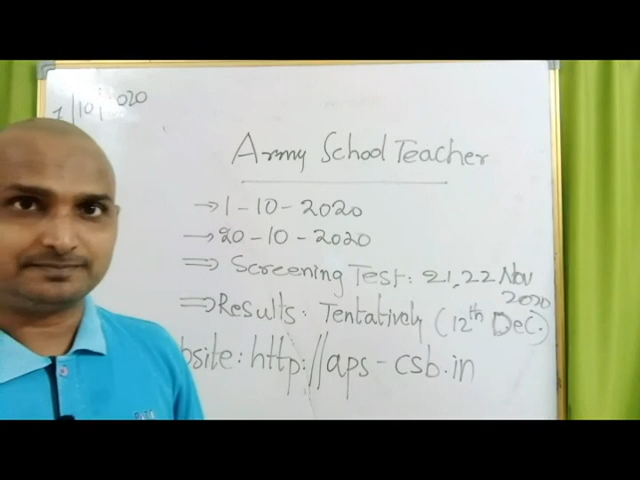 1/10/2020
Army School Teacher
→ 1-10-2020
→ 20-10-2020
⇒ Screening Test: 21, 22 Nov
2020
⇒ Results: Tentatively (12th Dec.)
bsite: http://aps-csb.in